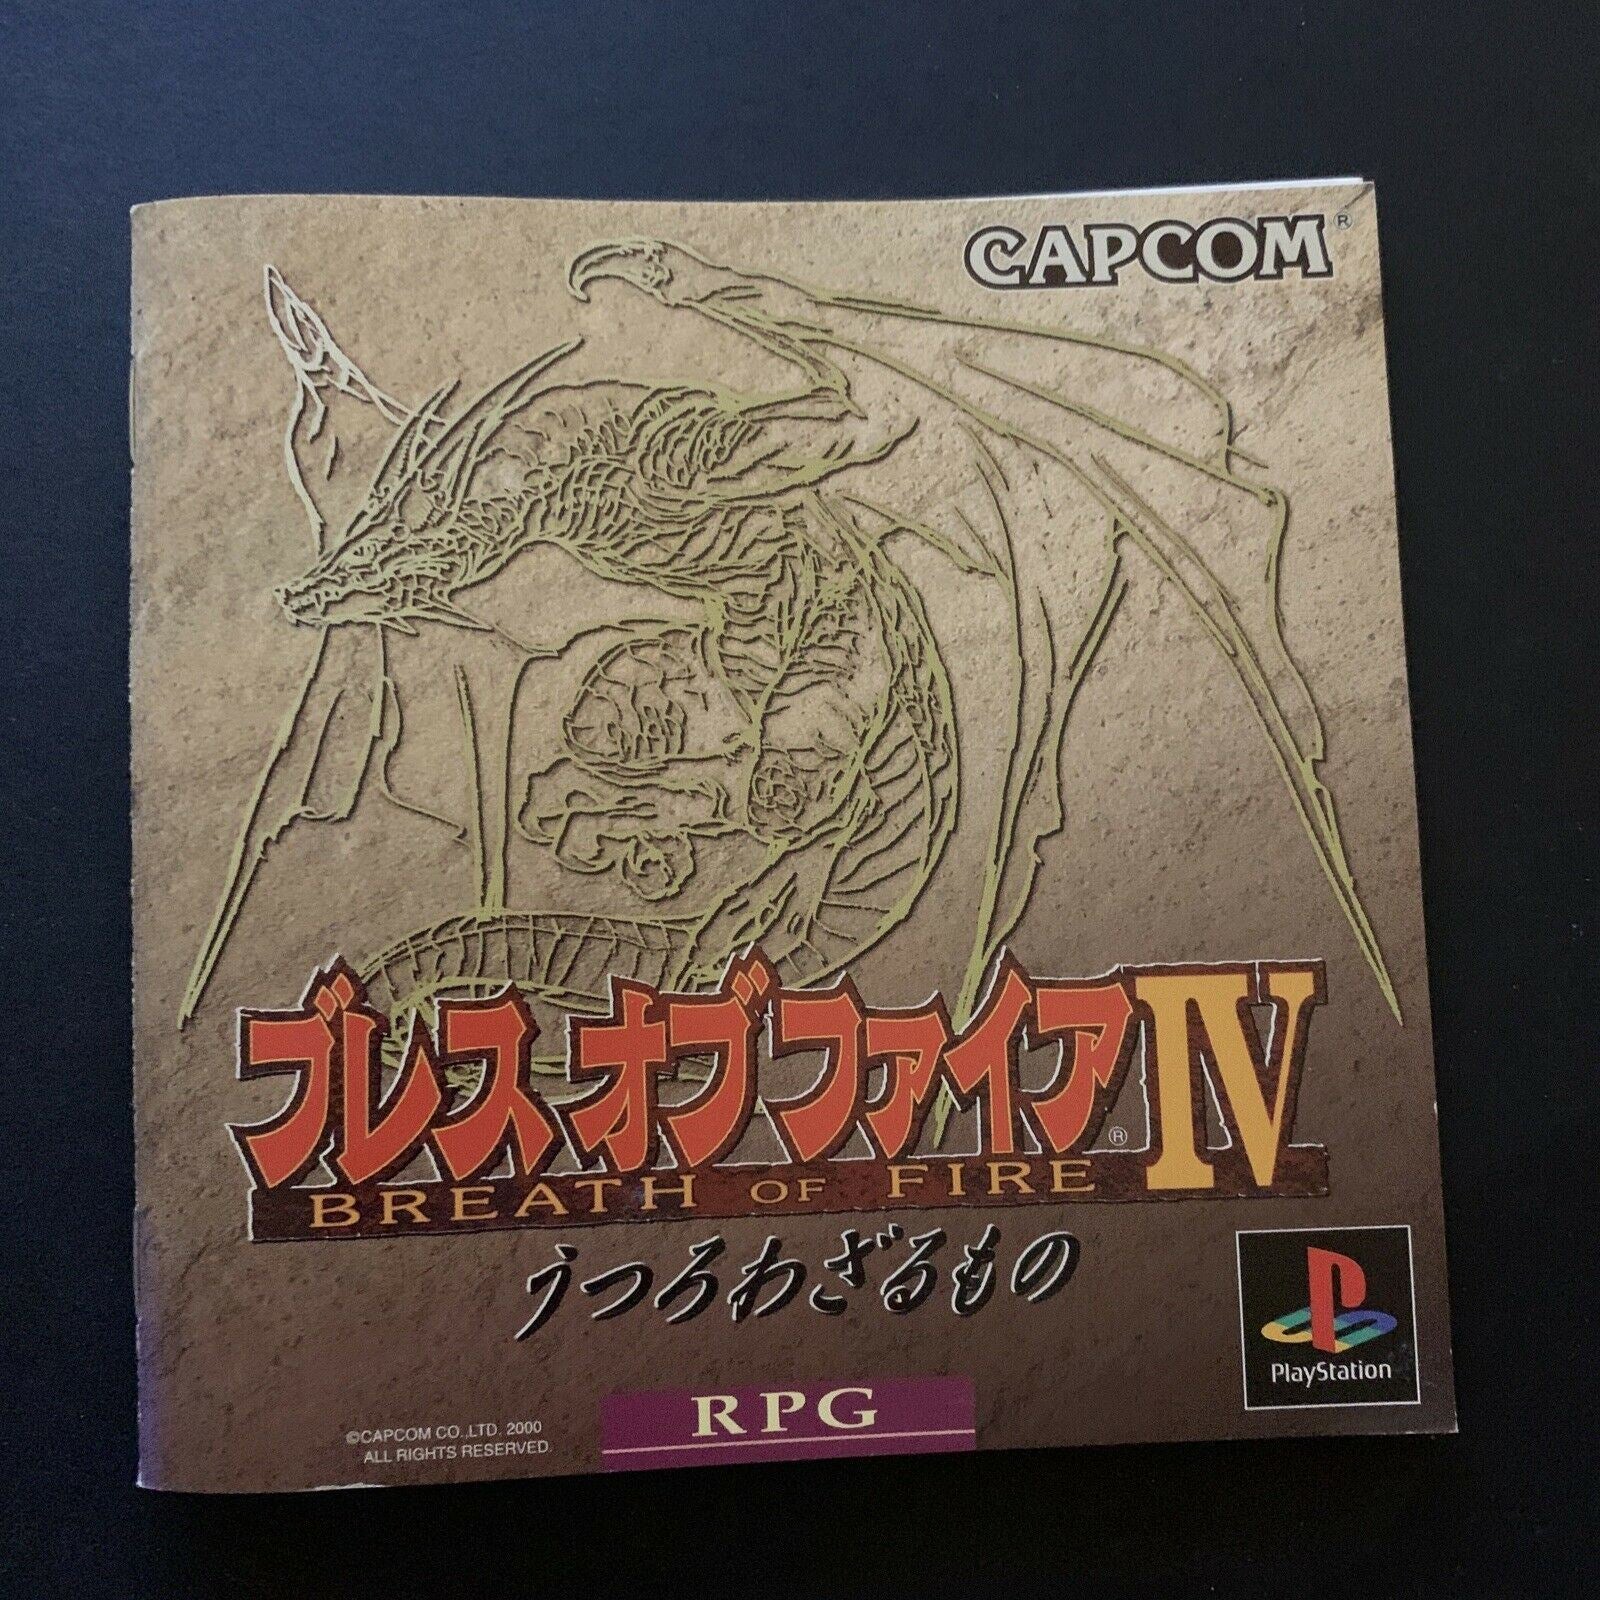 CAPCOM®
ブレス オブ ファイア® IV
BREATH OF FIRE
うつろわざるもの
PlayStation
RPG
©CAPCOM CO.,LTD. 2000
ALL RIGHTS RESERVED.